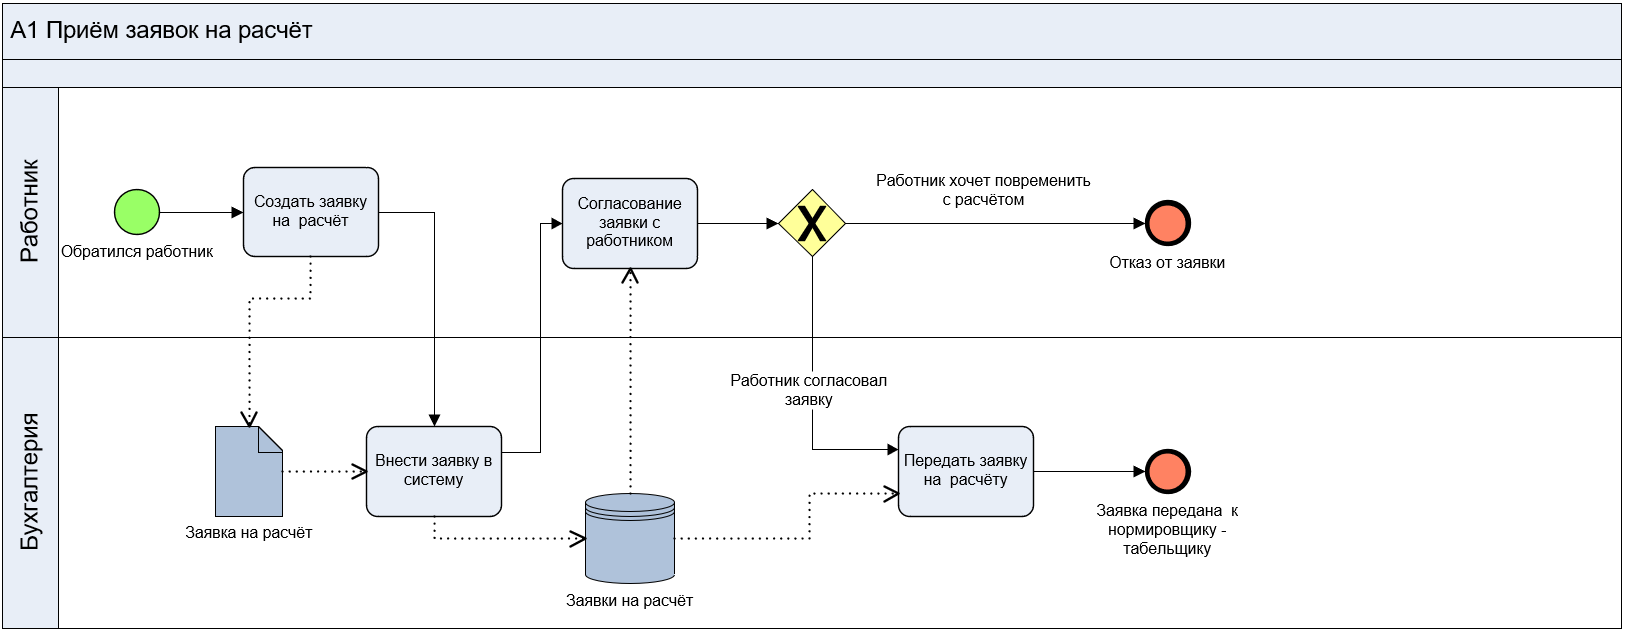 A1 Приём заявок на расчёт
Работник
Обратился работник
Создать заявку
на расчёт
Согласование
заявки с
работником
X
Работник хочет повременить
с расчётом
Отказ от заявки
Бухгалтерия
Заявка на расчёт
Внести заявку в
систему
Заявки на расчёт
Работник согласовал
заявку
Передать заявку
на расчёту
Заявка передана к
нормировщику -
табельщику